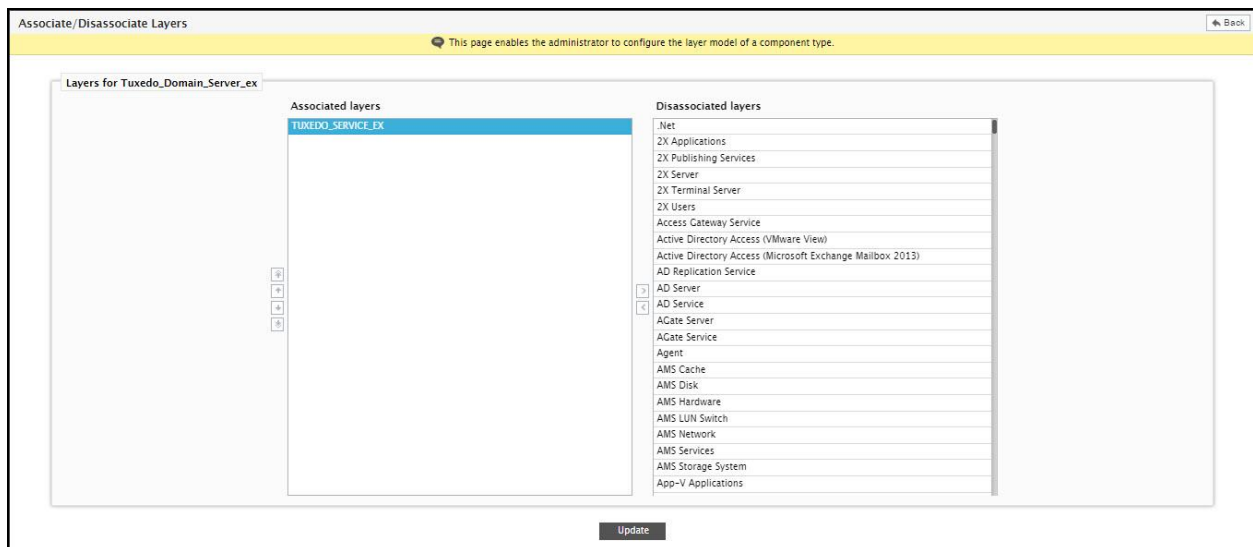 Associate/Disassociate Layers
Back
This page enables the administrator to configure the layer model of a component type.
Layers for Tuxedo_Domain_Server_ex
Associated layers
Disassociated layers
TUXEDO_SERVICE_EX
.Net
2X Applications
2X Publishing Services
2X Server
2X Terminal Server
2X Users
Access Gateway Service
Active Directory Access (VMware View)
Active Directory Access (Microsoft Exchange Mailbox 2013)
AD Replication Service
AD Server
AD Service
AGate Server
AGate Service
Agent
AMS Cache
AMS Disk
AMS Hardware
AMS LUN Switch
AMS Network
AMS Services
AMS Storage System
App-V Applications
Update